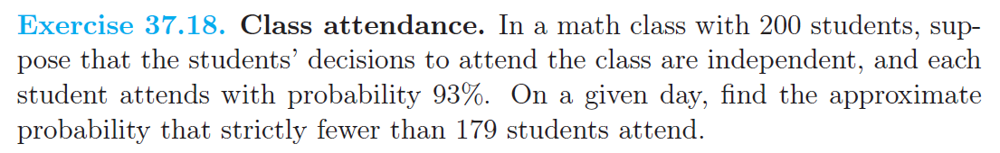 Exercise 37.18. Class attendance. In a math class with 200 students, sup-
pose that the students' decisions to attend the class are independent, and each
student attends with probability 93%. On a given day, find the approximate
probability that strictly fewer than 179 students attend.